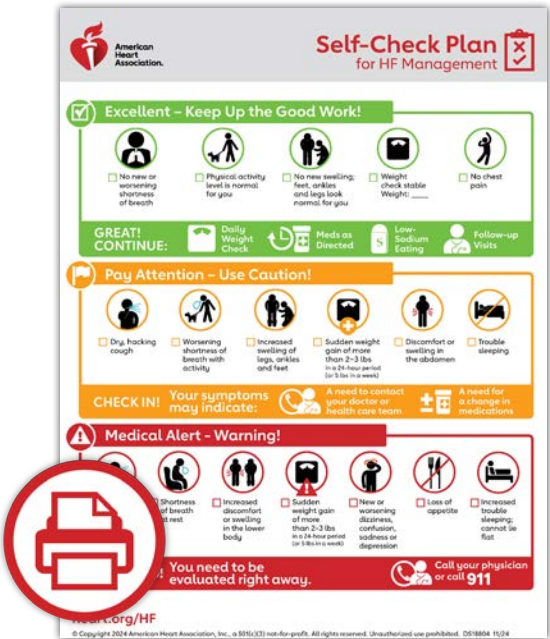 American
Heart
Association.
Self-Check Plan
for HF Management
Excellent – Keep Up the Good Work!
No new or
worsening
shortness
of breath
Physical activity
level is normal
for you
No new swelling;
feet, ankles
and legs look
normal for you
Weight
check stable
Weight: ____
No chest
pain
GREAT!
CONTINUE:
Daily
Weight
Check
Meds as
Directed
Low-
Sodium
Eating
Follow-up
Visits
Pay Attention – Use Caution!
Dry, hacking
cough
Worsening
shortness of
breath with
activity
Increased
swelling of
legs, ankles
and feet
Sudden weight
gain of more
than 2–3 lbs
in a 24-hour period
(or 5 lbs in a week)
Discomfort or
swelling in
the abdomen
Trouble
sleeping
CHECK IN!
Your symptoms
may indicate:
A need to contact
your doctor or
health care team
A need for
a change in
medications
Medical Alert - Warning!
Shortness
of breath
at rest
Increased
discomfort
or swelling
in the lower
body
Sudden
weight gain
of more
than 2–3 lbs
in a 24-hour period
(or 5 lbs in a week)
New or
worsening
dizziness,
confusion,
sadness or
depression
Loss of
appetite
Increased
trouble
sleeping;
cannot lie
flat
You need to be
evaluated right away.
Call your physician
or call 911
heart.org/HF
© Copyright 2024 American Heart Association, Inc., a 501(c)(3) not-for-profit. All rights reserved. Unauthorized use prohibited. DS18804 11/24